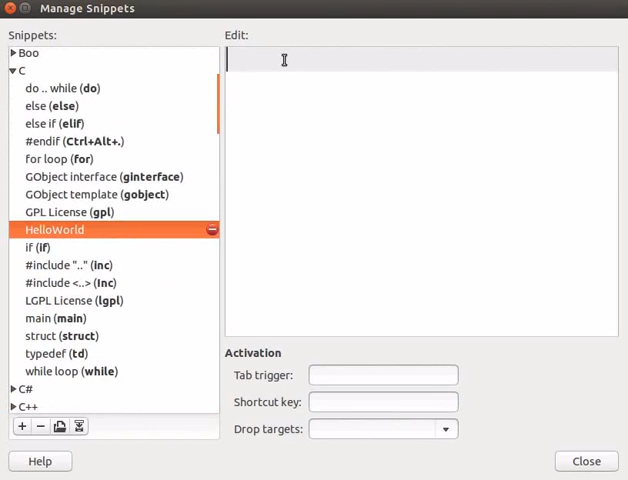 Manage Snippets
Snippets:
Boo
C
do .. while (do)
else (else)
else if (elif)
#endif (Ctrl+Alt+.)
for loop (for)
GObject interface (ginterface)
GObject template (gobject)
GPL License (gpl)
HelloWorld
if (if)
#include ".." (inc)
#include <..> (Inc)
LGPL License (lgpl)
main (main)
struct (struct)
typedef (td)
while loop (while)
C#
C++
Help
Edit:
Activation
Tab trigger:
Shortcut key:
Drop targets:
Close